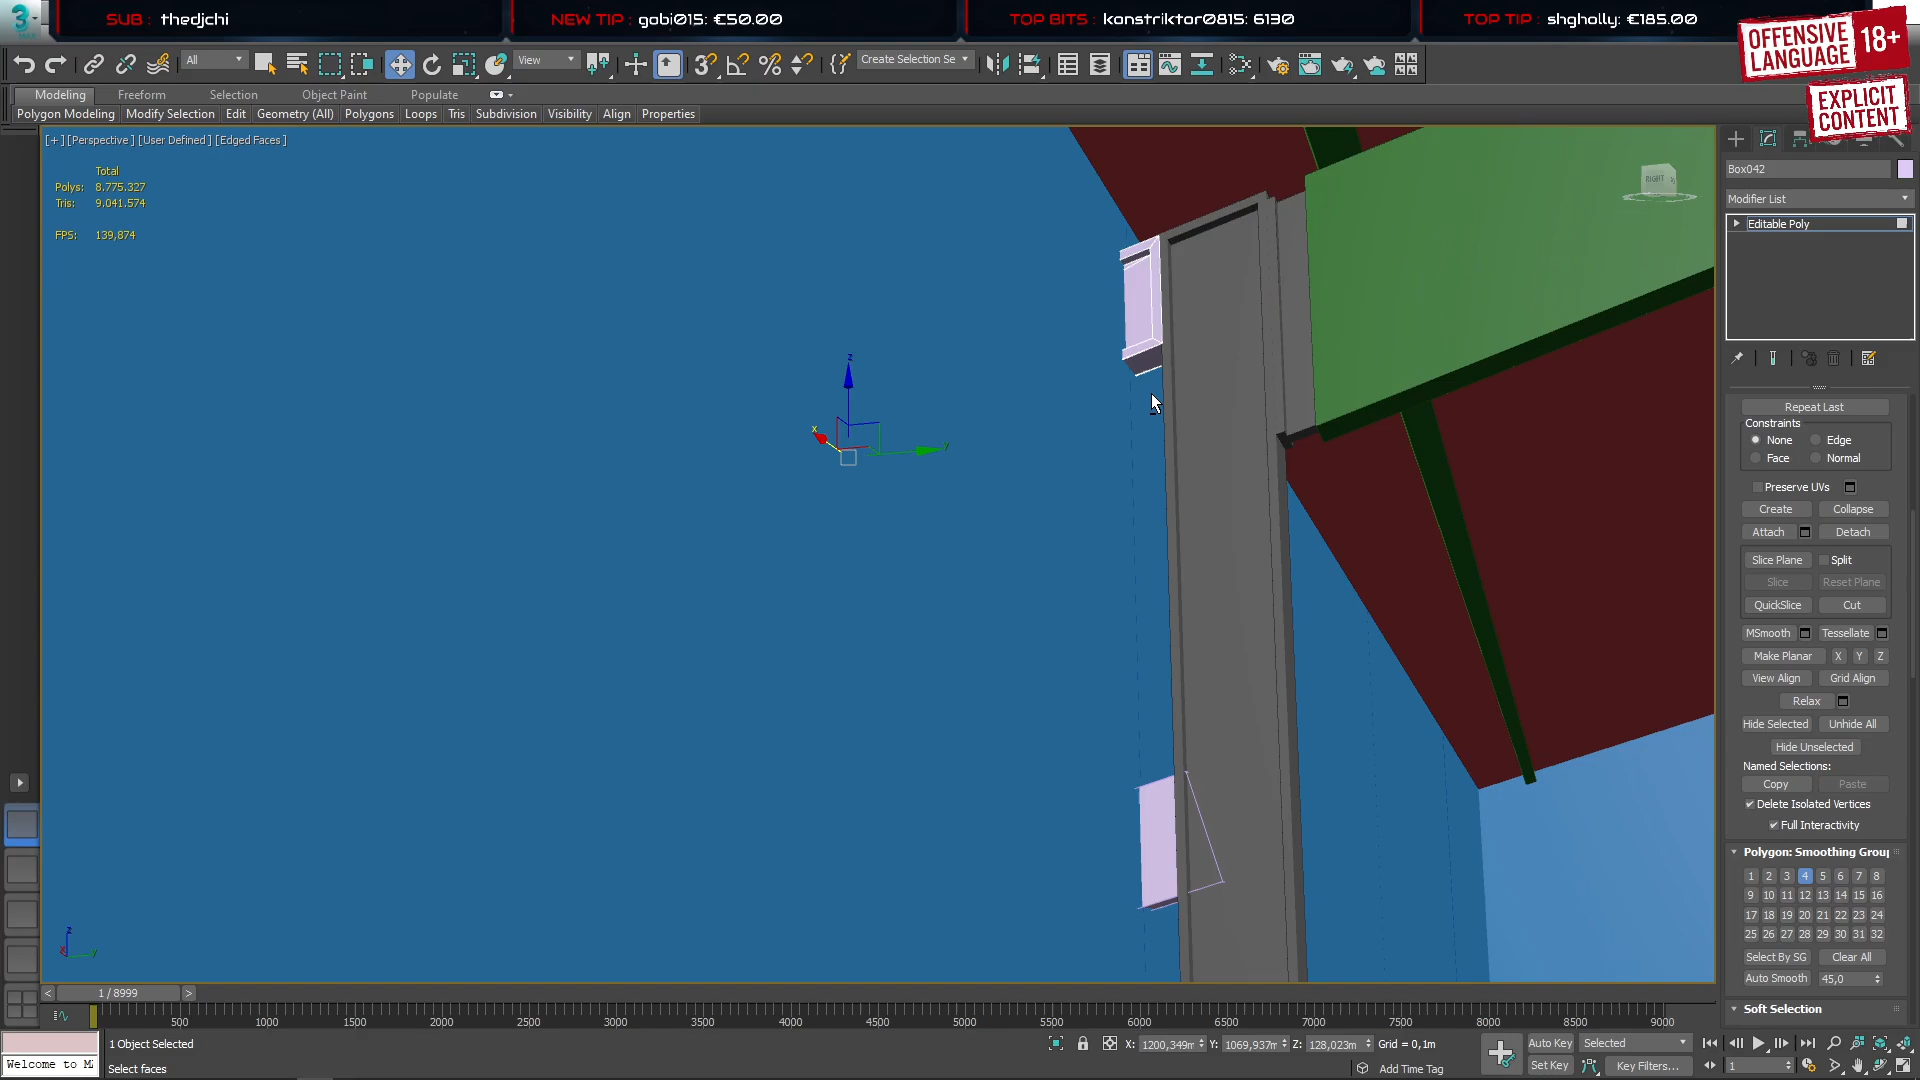 SUB : thedjchi
NEW TIP : gobi015: €50.00
TOP BITS : konstriktor0815: 6130
TOP TIP : shgholly: €185.00
OFFENSIVE LANGUAGE 18+
EXPLICIT CONTENT
All
View
Create Selection Se
Modeling
Freeform
Selection
Object Paint
Populate
Polygon Modeling
Modify Selection
Edit
Geometry (All)
Polygons
Loops
Tris
Subdivision
Visibility
Align
Properties
[+] [Perspective] [User Defined] [Edged Faces]
Total
Polys: 8.775.327
Tris: 9.041.574
FPS: 139,874
RIGHT
z
x
y
Box042
Modifier List
Editable Poly
Repeat Last
Constraints
None
Edge
Face
Normal
Preserve UVs
Create
Collapse
Attach
Detach
Slice Plane
Split
Slice
Reset Plane
QuickSlice
Cut
MSmooth
Tessellate
Make Planar
X
Y
Z
View Align
Grid Align
Relax
Hide Selected
Unhide All
Hide Unselected
Named Selections:
Copy
Paste
Delete Isolated Vertices
Full Interactivity
Polygon: Smoothing Grou
1 2 3 4 5 6 7 8
9 10 11 12 13 14 15 16
17 18 19 20 21 22 23 24
25 26 27 28 29 30 31 32
Select By SG
Clear All
Auto Smooth
45,0
Soft Selection
< 1 / 8999 >
500 1000 1500 2000 2500 3000 3500 4000 4500 5000 5500 6000 6500 7000 7500 8000 8500 9000
1 Object Selected
X: 1200,349m Y: 1069,937m Z: 128,023m Grid = 0,1m
Auto Key
Selected
Welcome to M
Select faces
Add Time Tag
Set Key
Key Filters...
1